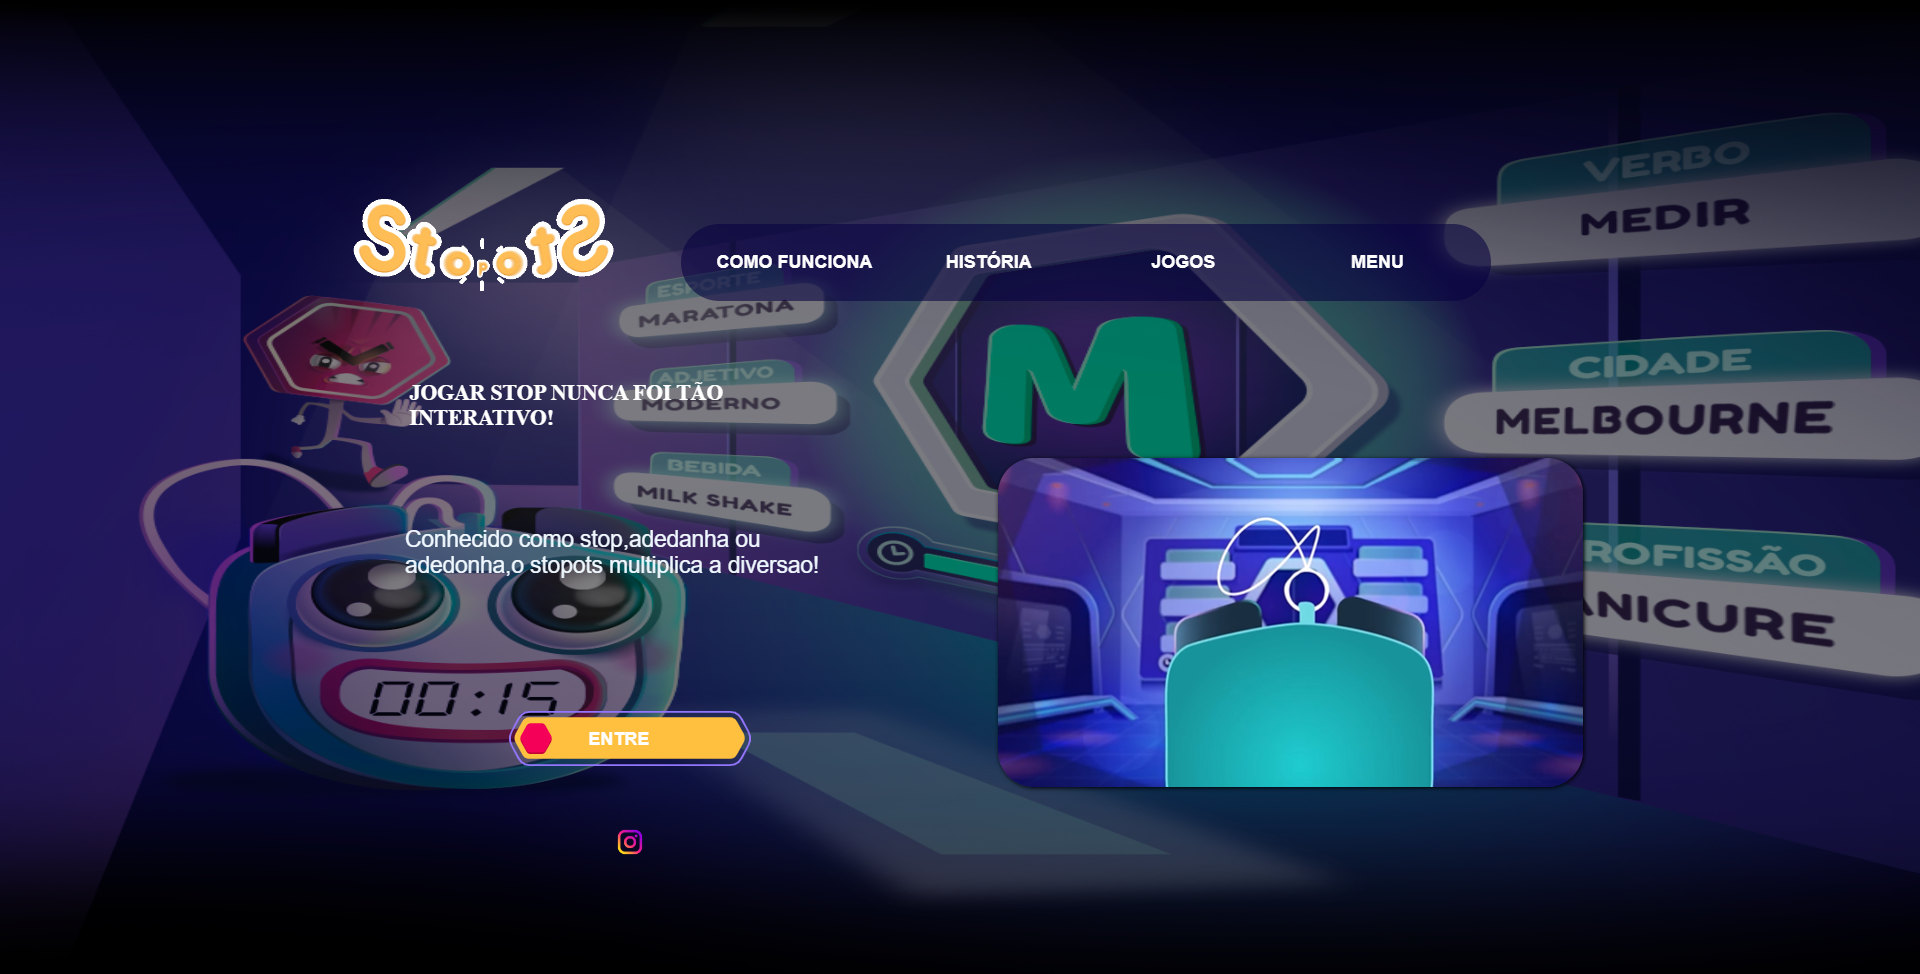 VERBO
MEDIR
Stopots
COMO FUNCIONA
HISTÓRIA
JOGOS
MENU
ESPORTE
MARATONA
M
ADJETIVO
MODERNO
CIDADE
MELBOURNE
JOGAR STOP NUNCA FOI TÃO
INTERATIVO!
BEBIDA
MILK SHAKE
Conhecido como stop,adedanha ou
adedonha,o stopots multiplica a diversao!
ROFISSÃO
ANICURE
00:15
ENTRE